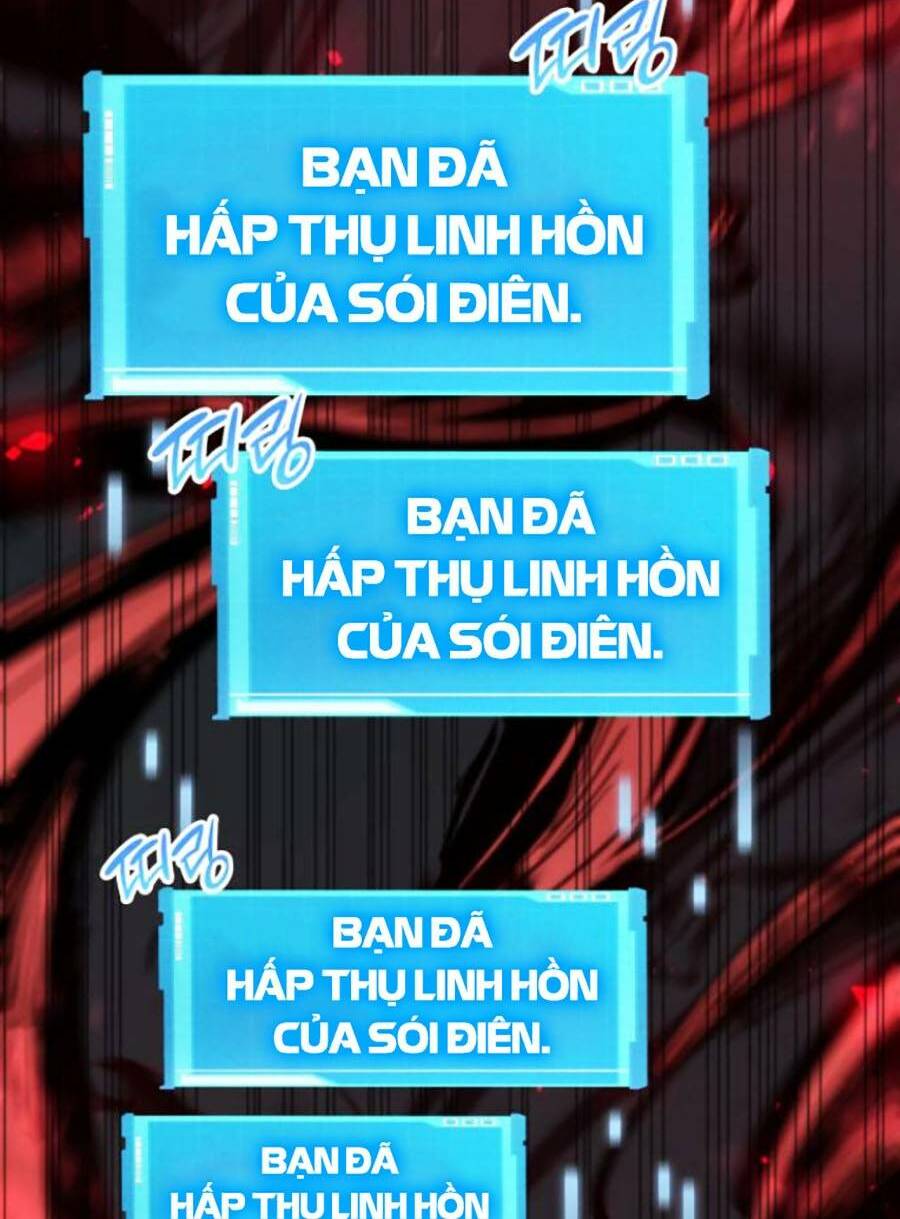 띠링
BẠN ĐÃ
HẤP THỤ LINH HỒN
CỦA SÓI ĐIÊN.
띠링
BẠN ĐÃ
HẤP THỤ LINH HỒN
CỦA SÓI ĐIÊN.
띠링
BẠN ĐÃ
HẤP THỤ LINH HỒN
CỦA SÓI ĐIÊN.
BẠN ĐÃ
HẤP THỤ LINH HỒN